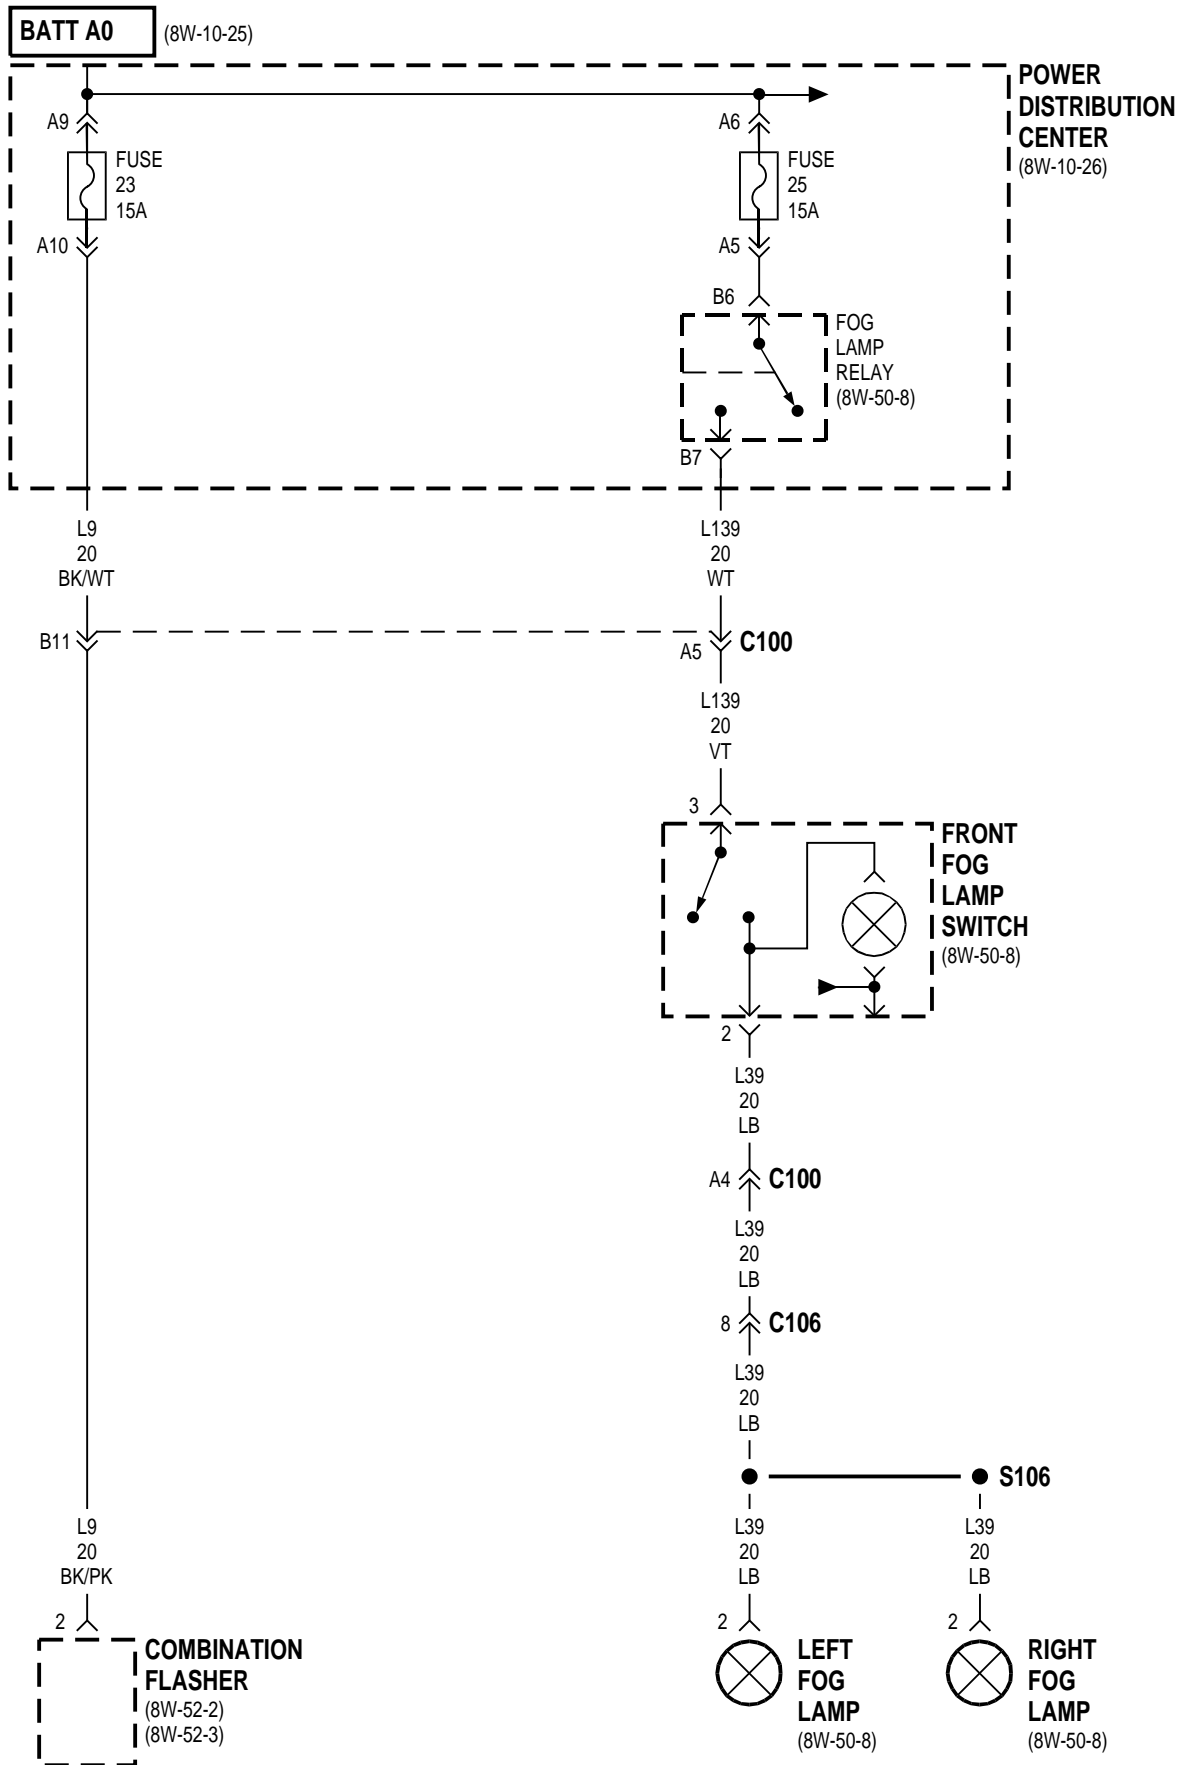 BATT A0
(8W-10-25)
POWER
DISTRIBUTION
CENTER
(8W-10-26)
A9
FUSE
23
15A
A10
A6
FUSE
25
15A
A5
B6
FOG
LAMP
RELAY
(8W-50-8)
B7
L9
20
BK/WT
L139
20
WT
B11
A5
C100
L139
20
VT
3
FRONT
FOG
LAMP
SWITCH
(8W-50-8)
2
L39
20
LB
A4
C100
L39
20
LB
8
C106
L39
20
LB
S106
L9
20
BK/PK
L39
20
LB
L39
20
LB
2
COMBINATION
FLASHER
(8W-52-2)
(8W-52-3)
2
LEFT
FOG
LAMP
(8W-50-8)
2
RIGHT
FOG
LAMP
(8W-50-8)